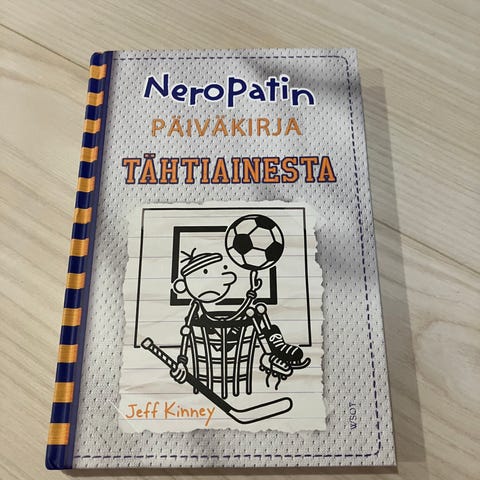 NeroPatin
PÄIVÄKIRJA
TÄHTIAINESTA
Jeff Kinney
WSOY